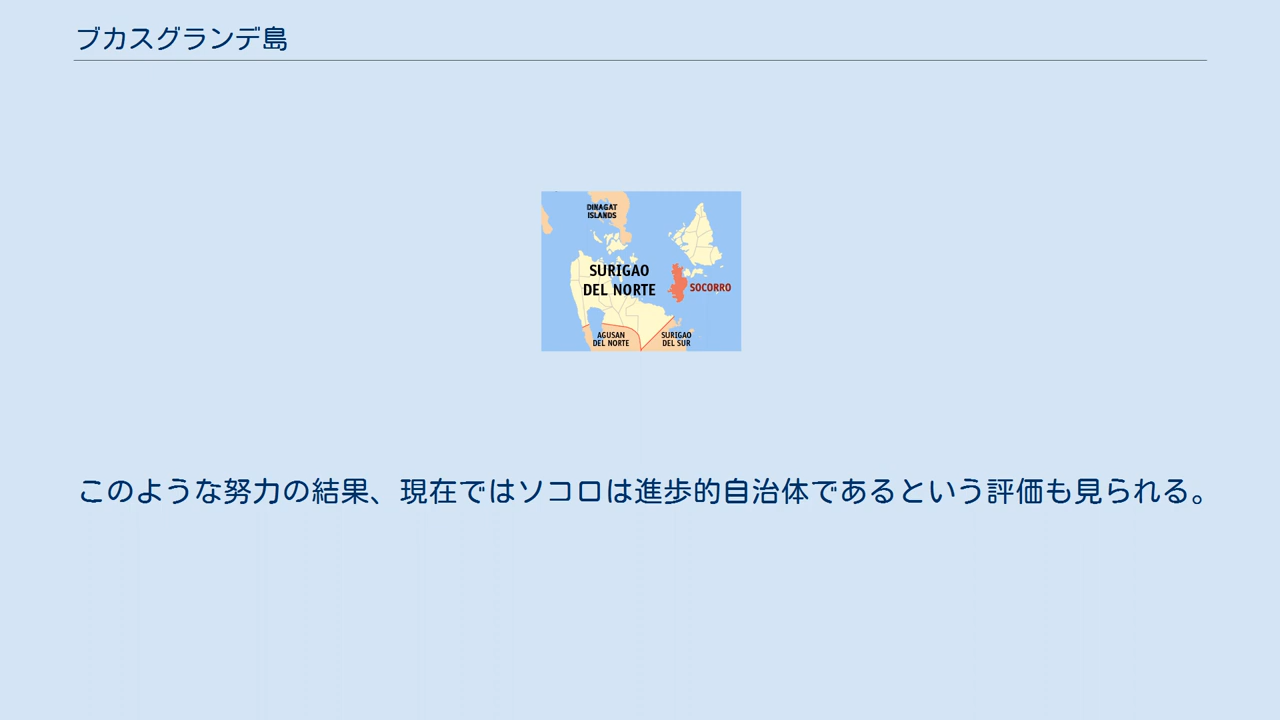 ブカスグランデ島
DINAGAT
ISLANDS
SURIGAO
DEL NORTE
SOCORRO
AGUSAN
DEL NORTE
SURIGAO
DEL SUR
このような努力の結果、現在ではソコロは進歩的自治体であるという評価も見られる。